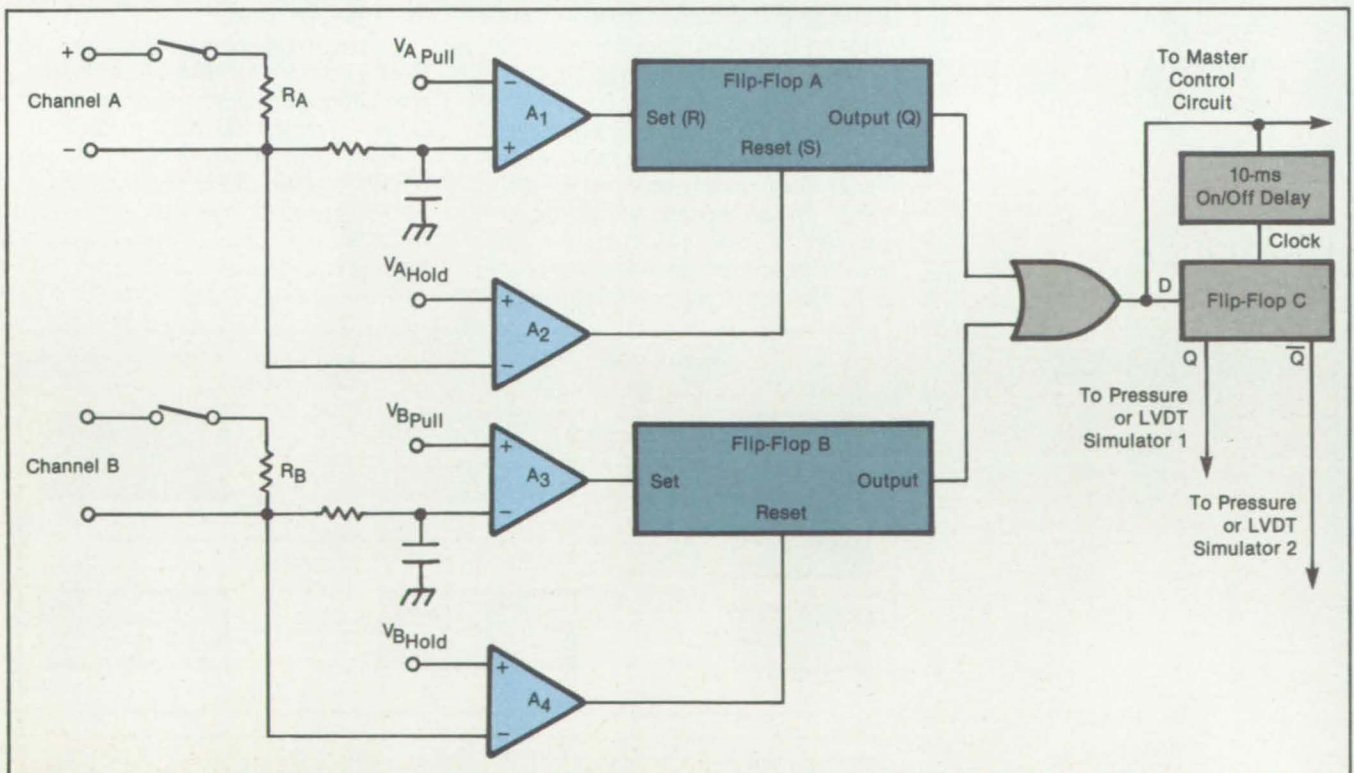 +
Channel A
−
R_A
V_A Pull
−
A_1
+
Flip-Flop A
Set (R)
Output (Q)
Reset (S)
V_A Hold
+
A_2
−
Channel B
R_B
V_B Pull
+
A_3
−
Flip-Flop B
Set
Output
Reset
V_B Hold
+
A_4
−
To Master
Control
Circuit
10-ms
On/Off Delay
Clock
D
Flip-Flop C
Q
Q̅
To Pressure
or LVDT
Simulator 1
To Pressure
or LVDT
Simulator 2